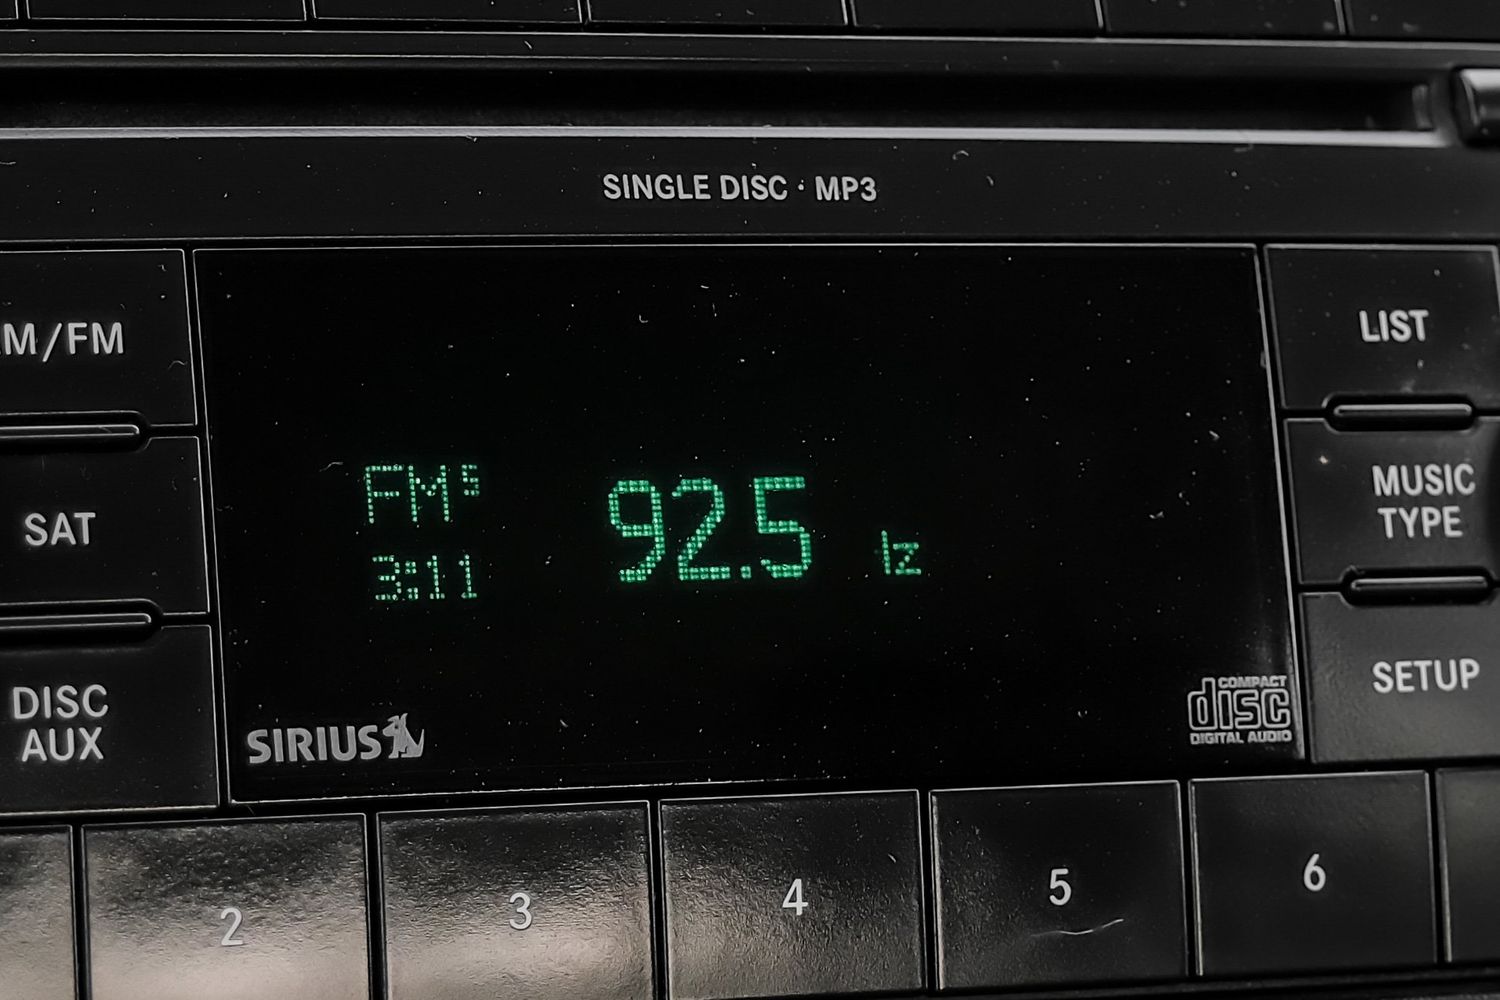 SINGLE DISC · MP3
M/FM
LIST
SAT
FM5
92.5
3:11
MUSIC
TYPE
DISC
AUX
SIRIUS
COMPACT
disc
DIGITAL AUDIO
SETUP
2
3
4
5
6